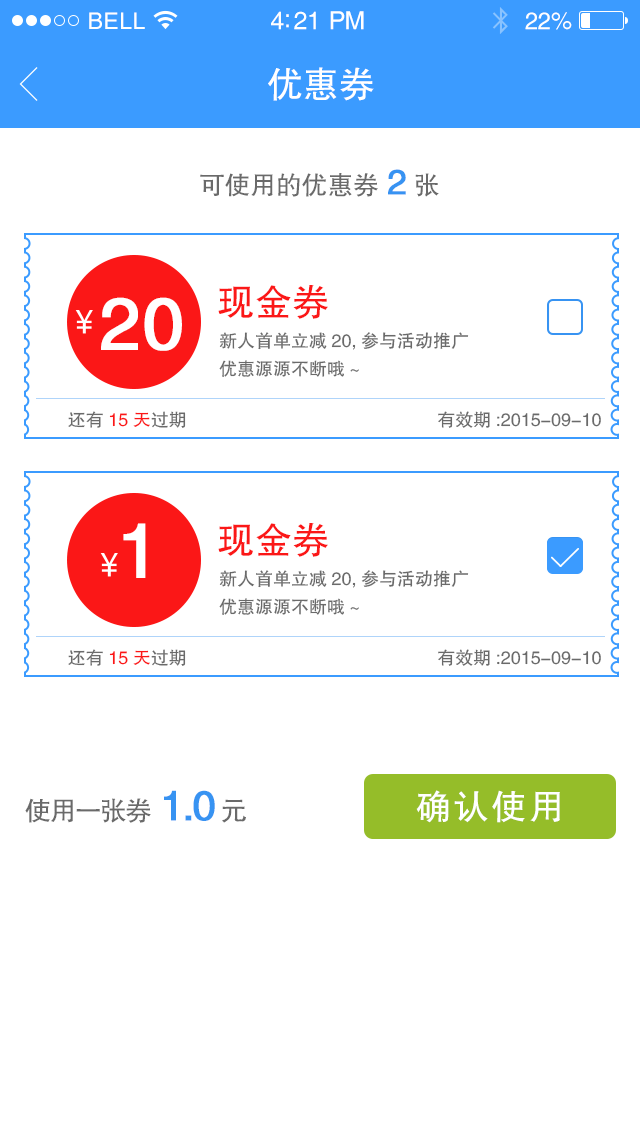 BELL 4:21 PM 22%
优惠券
可使用的优惠券 2 张
¥20
现金券
新人首单立减 20, 参与活动推广
优惠源源不断哦 ~
还有 15 天过期 有效期 :2015-09-10
¥1
现金券
新人首单立减 20, 参与活动推广
优惠源源不断哦 ~
还有 15 天过期 有效期 :2015-09-10
使用一张券 1.0 元 确认使用